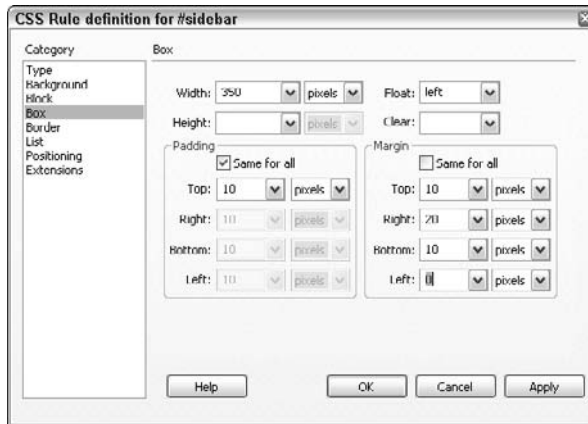 CSS Rule definition for #sidebar
Category
Box
Type
Background
Block
Box
Border
List
Positioning
Extensions
Width: 350 pixels
Float: left
Height: pixels
Clear:
Padding
Same for all
Top: 10 pixels
Right: 10 pixels
Bottom: 10 pixels
Left: 10 pixels
Margin
Same for all
Top: 10 pixels
Right: 20 pixels
Bottom: 10 pixels
Left: 0 pixels
Help
OK
Cancel
Apply